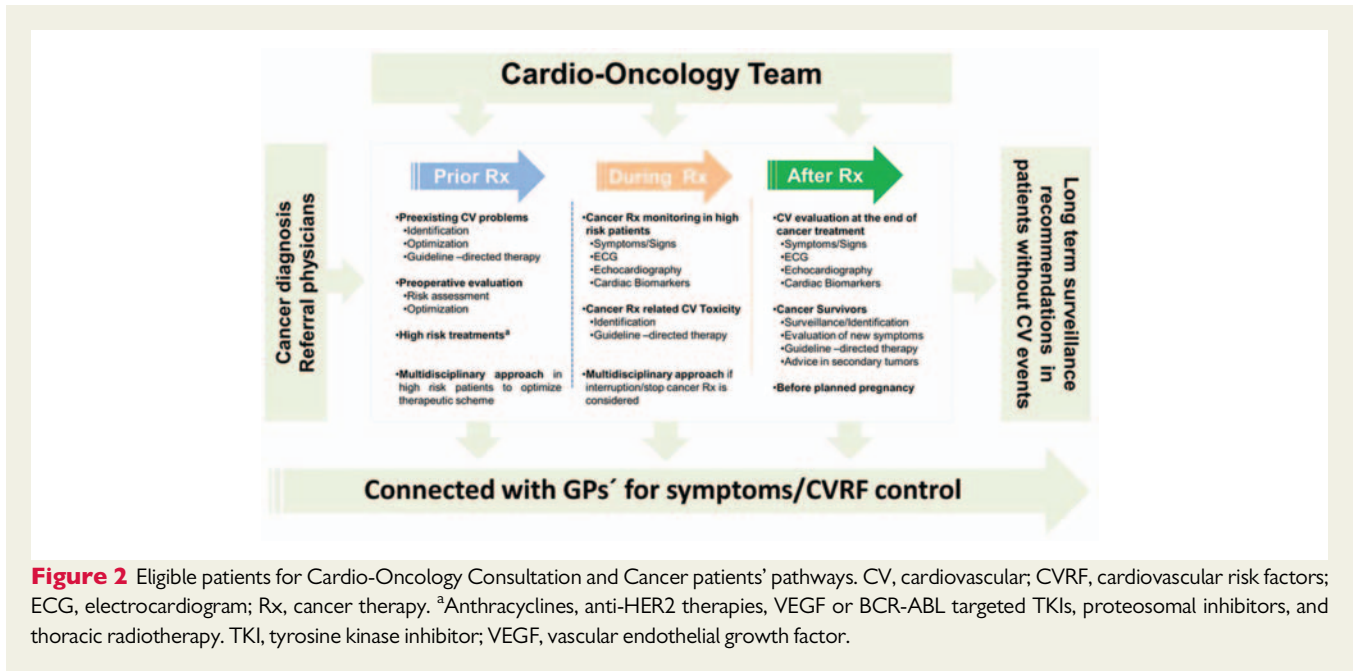 Cardio-Oncology Team
Cancer diagnosis
Referral physicians
Prior Rx
•Preexisting CV problems
•Identification
•Optimization
•Guideline –directed therapy
•Preoperative evaluation
•Risk assessment
•Optimization
•High risk treatmentsᵃ
•Multidisciplinary approach in
high risk patients to optimize
therapeutic scheme
During Rx
•Cancer Rx monitoring in high
risk patients
•Symptoms/Signs
•ECG
•Echocardiography
•Cardiac Biomarkers
•Cancer Rx related CV Toxicity
•Identification
•Guideline –directed therapy
•Multidisciplinary approach if
interruption/stop cancer Rx is
considered
After Rx
•CV evaluation at the end of
cancer treatment
•Symptoms/Signs
•ECG
•Echocardiography
•Cardiac Biomarkers
•Cancer Survivors
•Surveillance/Identification
•Evaluation of new symptoms
•Guideline –directed therapy
•Advice in secondary tumors
•Before planned pregnancy
Long term surveillance
recommendations in
patients without CV events
Connected with GPs´ for symptoms/CVRF control
Figure 2 Eligible patients for Cardio-Oncology Consultation and Cancer patients’ pathways. CV, cardiovascular; CVRF, cardiovascular risk factors;
ECG, electrocardiogram; Rx, cancer therapy. ᵃAnthracyclines, anti-HER2 therapies, VEGF or BCR-ABL targeted TKIs, proteosomal inhibitors, and
thoracic radiotherapy. TKI, tyrosine kinase inhibitor; VEGF, vascular endothelial growth factor.